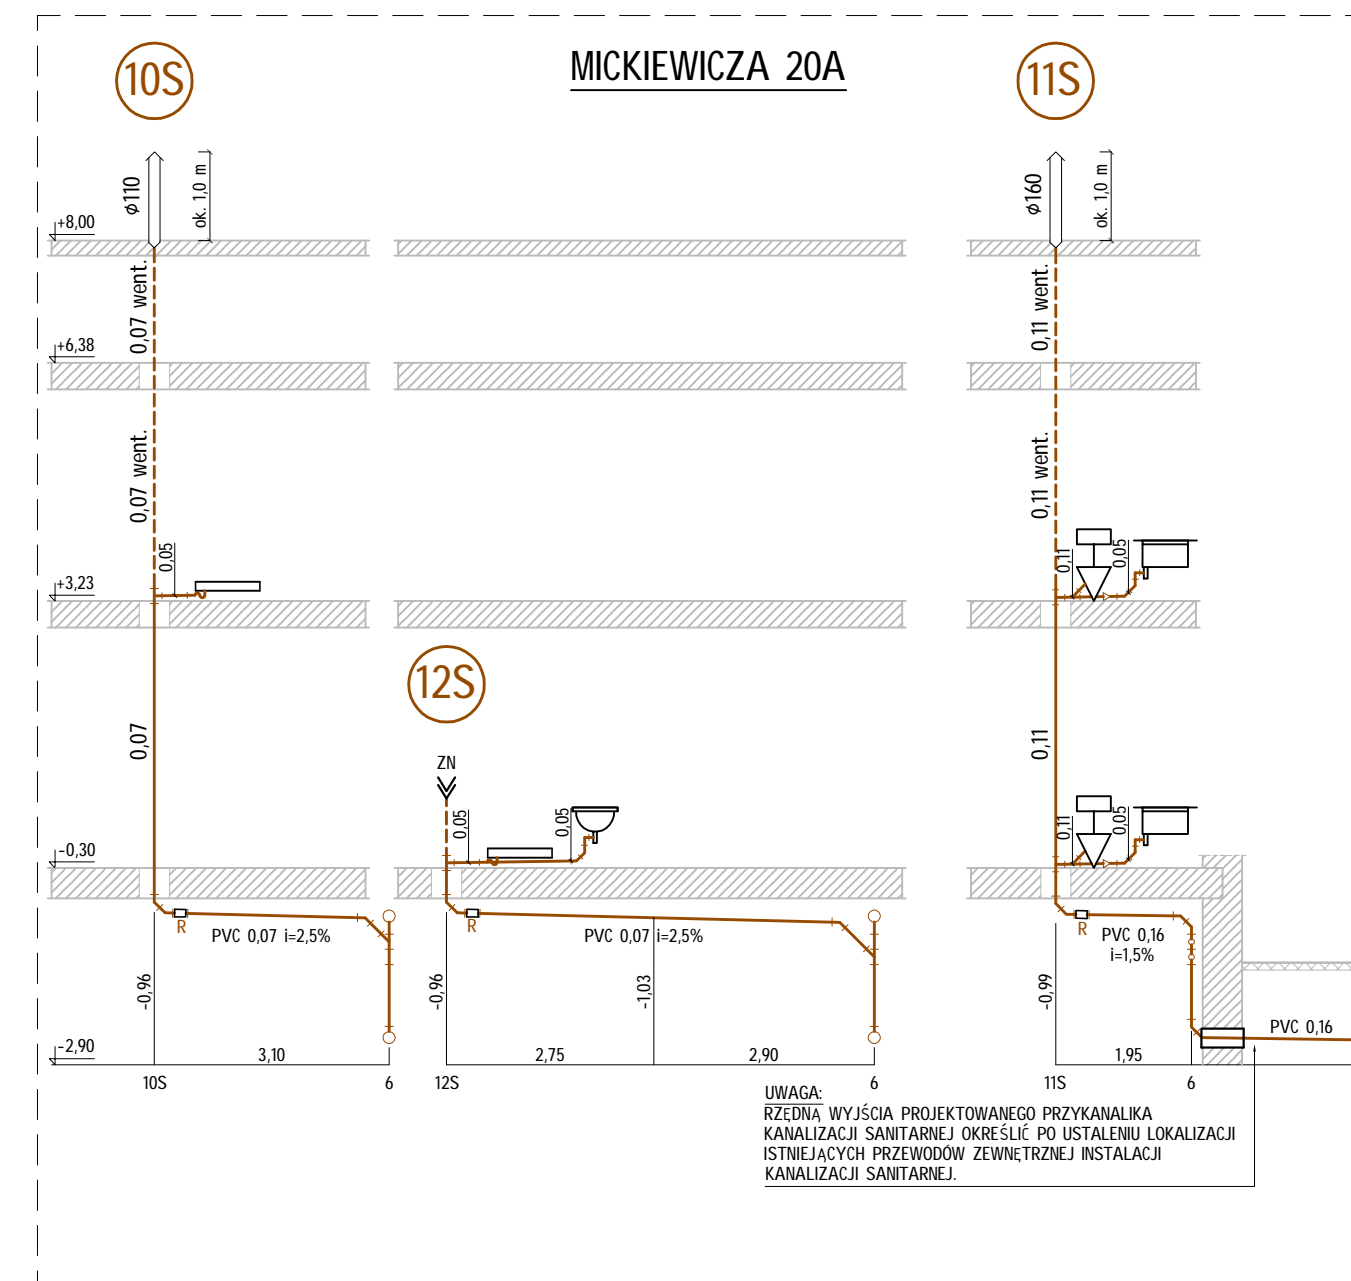 MICKIEWICZA 20A
10S
11S
ϕ110
ok. 1,0 m
ϕ160
ok. 1,0 m
+8,00
0,07 went.
0,11 went.
+6,38
0,07 went.
0,11 went.
0,05
0,11
0,05
+3,23
12S
0,07
0,11
ZN
0,05
0,05
0,11
0,05
-0,30
R
PVC 0,07 i=2,5%
R
PVC 0,07 i=2,5%
R
PVC 0,16
i=1,5%
-0,96
-0,96
-1,03
-0,99
PVC 0,16
-2,90
3,10
2,75
2,90
1,95
10S
6
12S
6
11S
6
UWAGA:
RZĘDNĄ WYJŚCIA PROJEKTOWANEGO PRZYKANALIKA
KANALIZACJI SANITARNEJ OKREŚLIĆ PO USTALENIU LOKALIZACJI
ISTNIEJĄCYCH PRZEWODÓW ZEWNĘTRZNEJ INSTALACJI
KANALIZACJI SANITARNEJ.